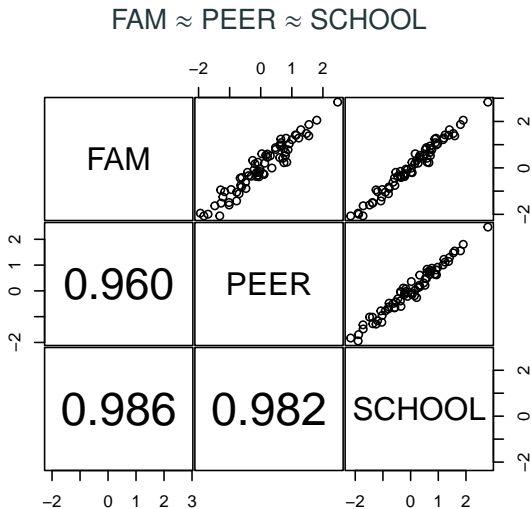 FAM ≈ PEER ≈ SCHOOL
−2 0 1 2
FAM
−2 0 2
−2 0 1 2
0.960
PEER
0.986
0.982
SCHOOL
−2 0 2
−2 0 1 2 3
−2 0 1 2